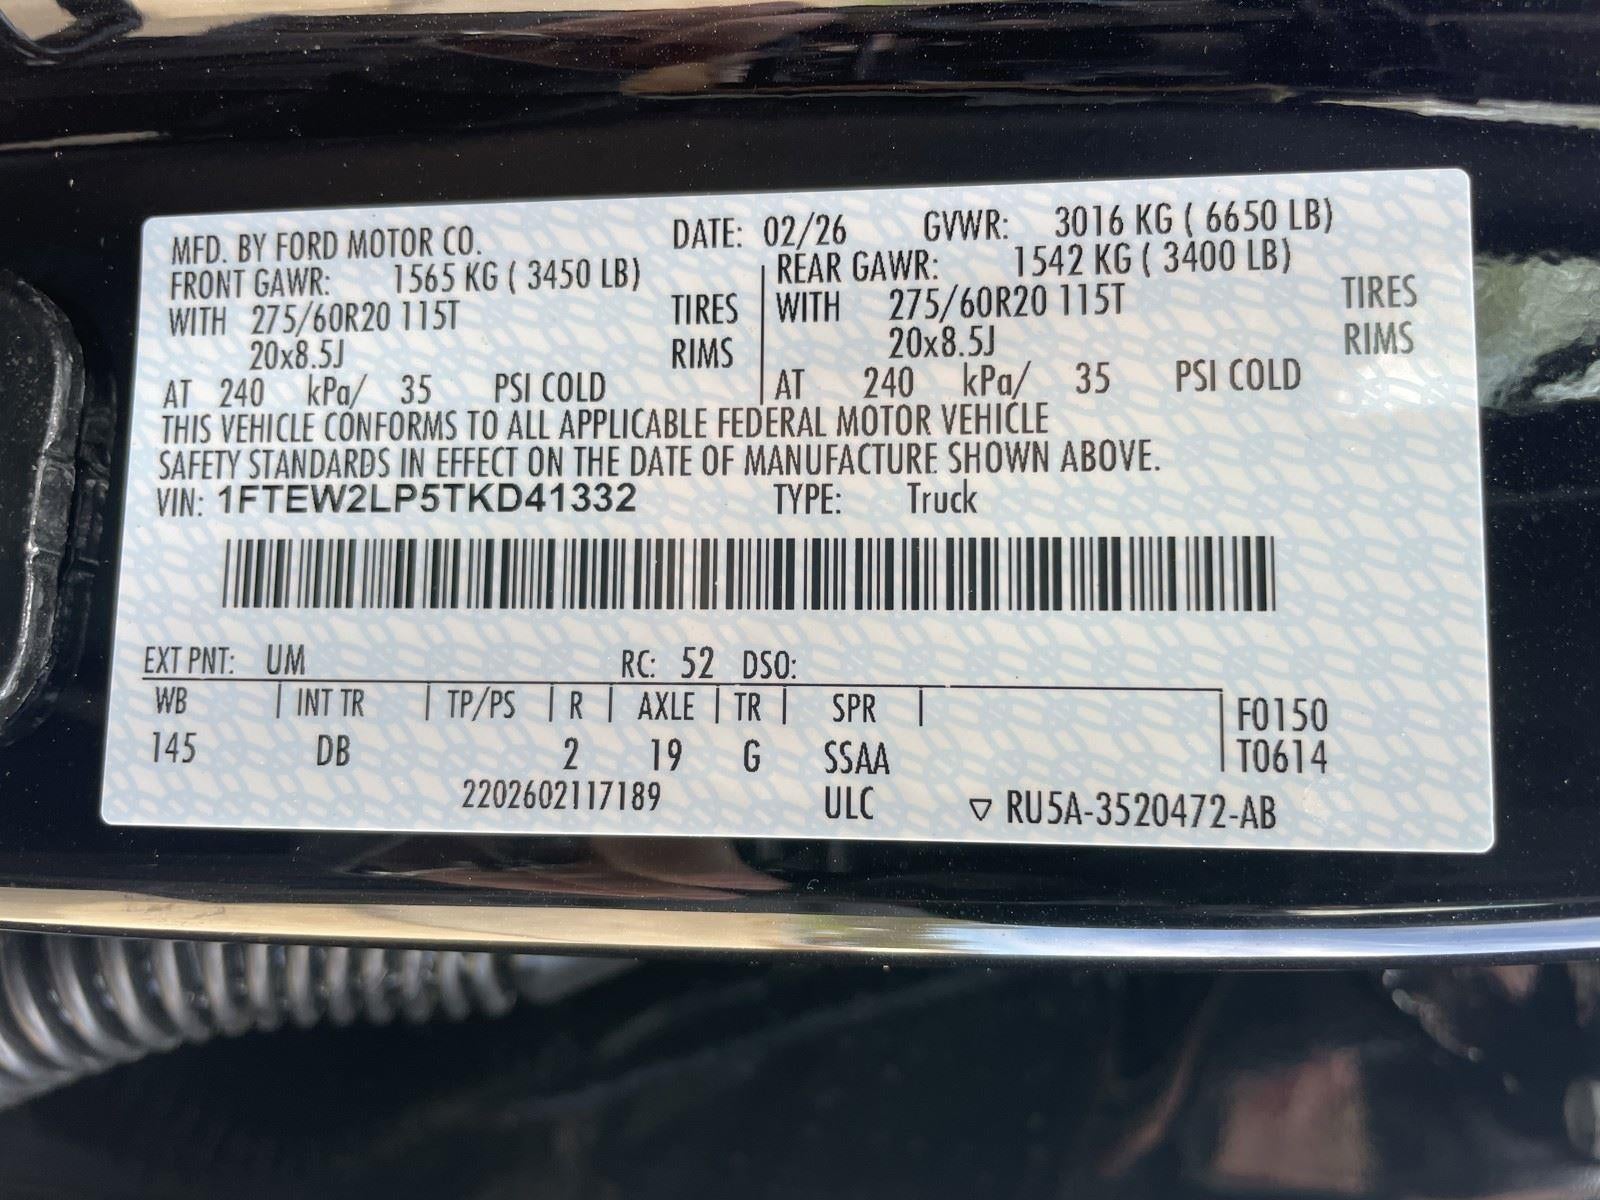 MFD. BY FORD MOTOR CO. DATE: 02/26 GVWR: 3016 KG ( 6650 LB)
FRONT GAWR: 1565 KG ( 3450 LB) REAR GAWR: 1542 KG ( 3400 LB)
WITH 275/60R20 115T TIRES WITH 275/60R20 115T TIRES
20x8.5J RIMS 20x8.5J RIMS
AT 240 kPa/ 35 PSI COLD AT 240 kPa/ 35 PSI COLD
THIS VEHICLE CONFORMS TO ALL APPLICABLE FEDERAL MOTOR VEHICLE
SAFETY STANDARDS IN EFFECT ON THE DATE OF MANUFACTURE SHOWN ABOVE.
VIN: 1FTEW2LP5TKD41332 TYPE: Truck
EXT PNT: UM RC: 52 DSO:
WB INT TR TP/PS R AXLE TR SPR F0150
145 DB 2 19 G SSAA T0614
2202602117189 ULC ▽ RU5A-3520472-AB